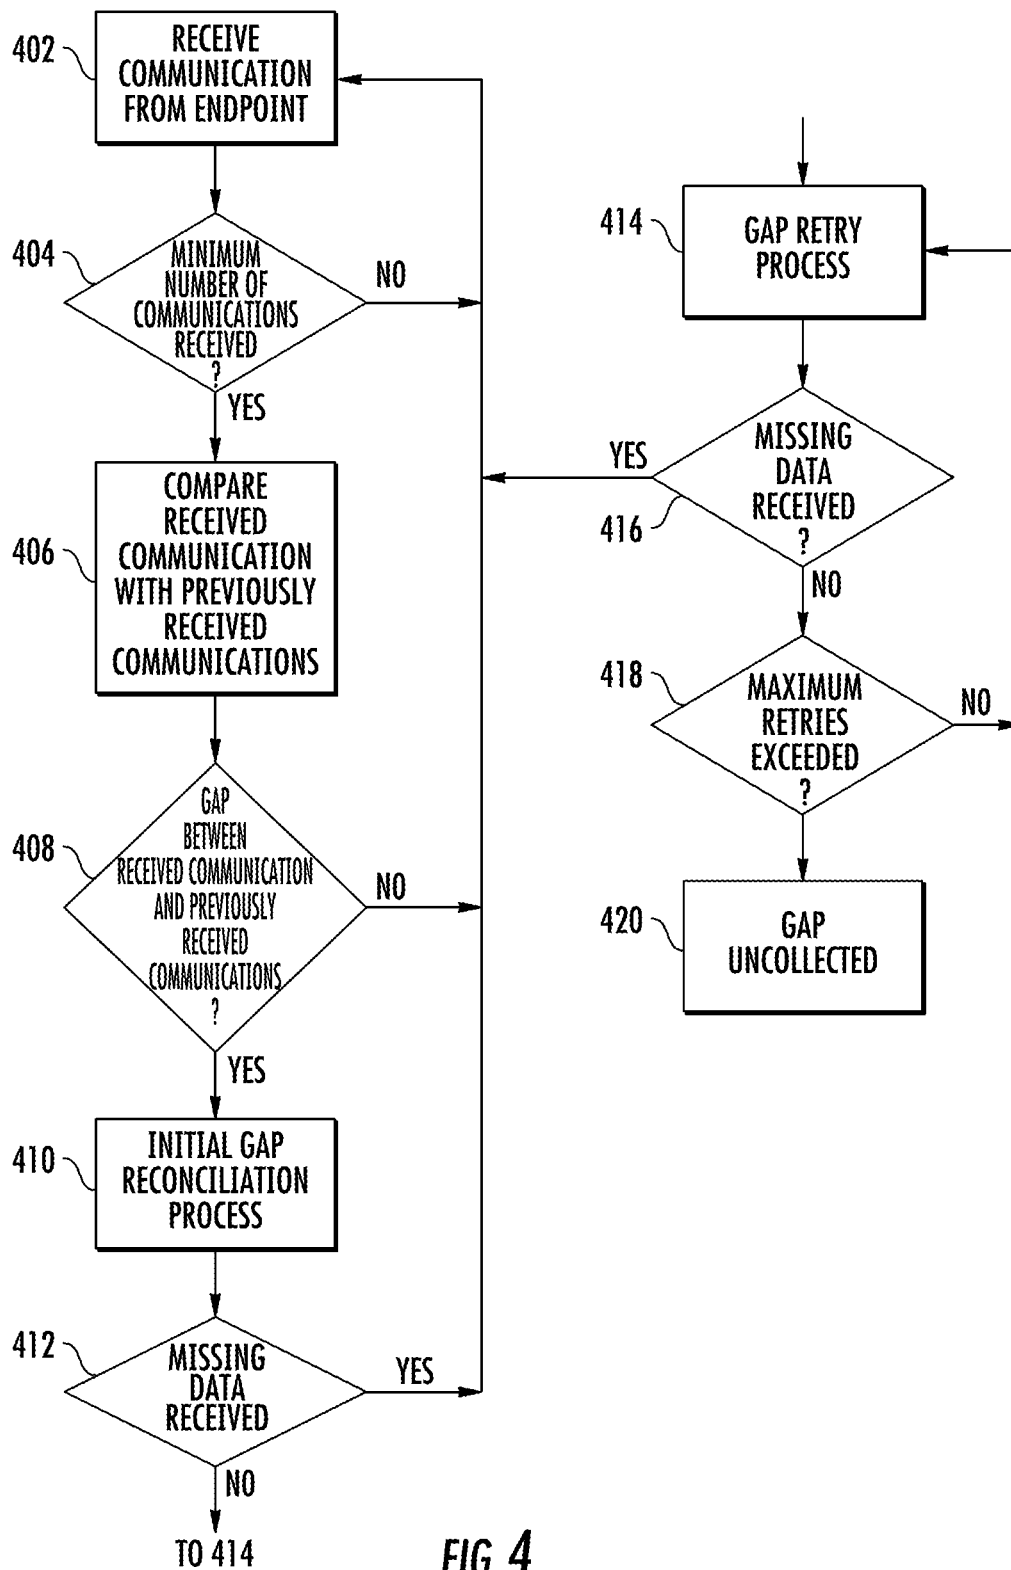 402
RECEIVE
COMMUNICATION
FROM ENDPOINT
404
MINIMUM
NUMBER OF
COMMUNICATIONS
RECEIVED
?
NO
YES
406
COMPARE
RECEIVED
COMMUNICATION
WITH PREVIOUSLY
RECEIVED
COMMUNICATIONS
408
GAP
BETWEEN
RECEIVED COMMUNICATION
AND PREVIOUSLY
RECEIVED
COMMUNICATIONS
?
NO
YES
410
INITIAL GAP
RECONCILIATION
PROCESS
412
MISSING
DATA
RECEIVED
YES
NO
TO 414
414
GAP RETRY
PROCESS
416
MISSING
DATA
RECEIVED
?
YES
NO
418
MAXIMUM
RETRIES
EXCEEDED
?
NO
420
GAP
UNCOLLECTED
FIG 4